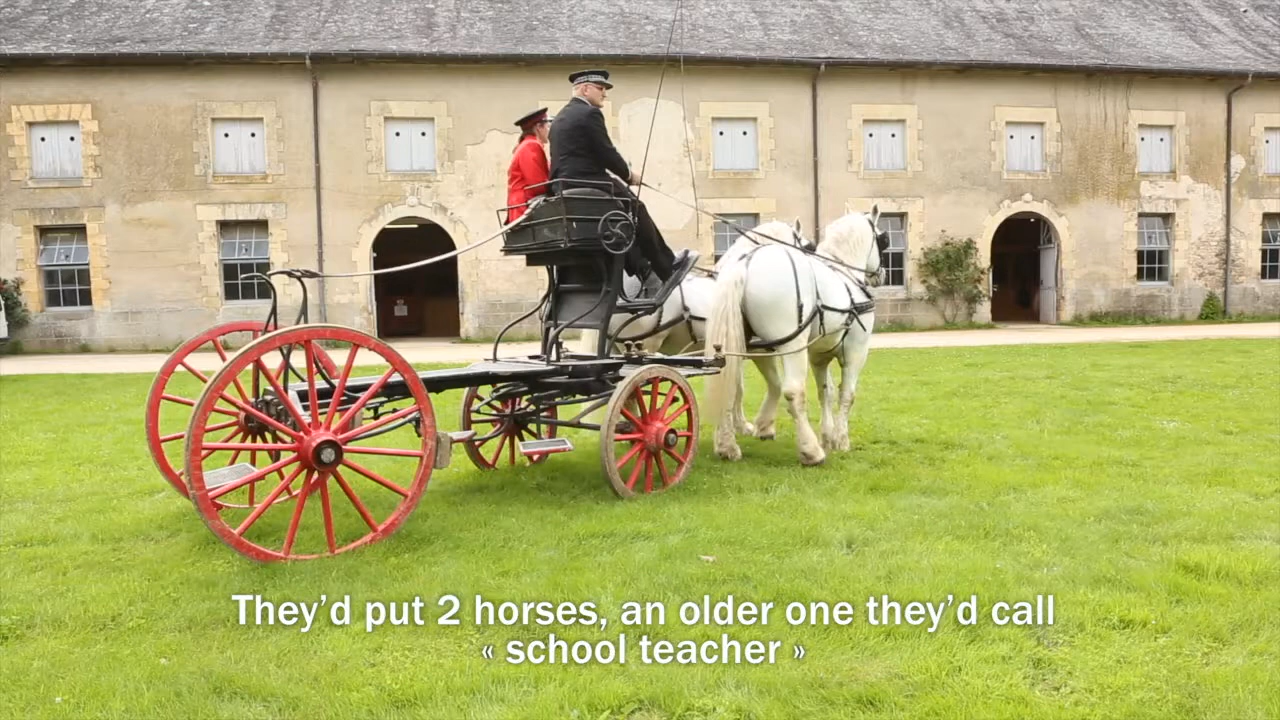 They’d put 2 horses, an older one they’d call
« school teacher »